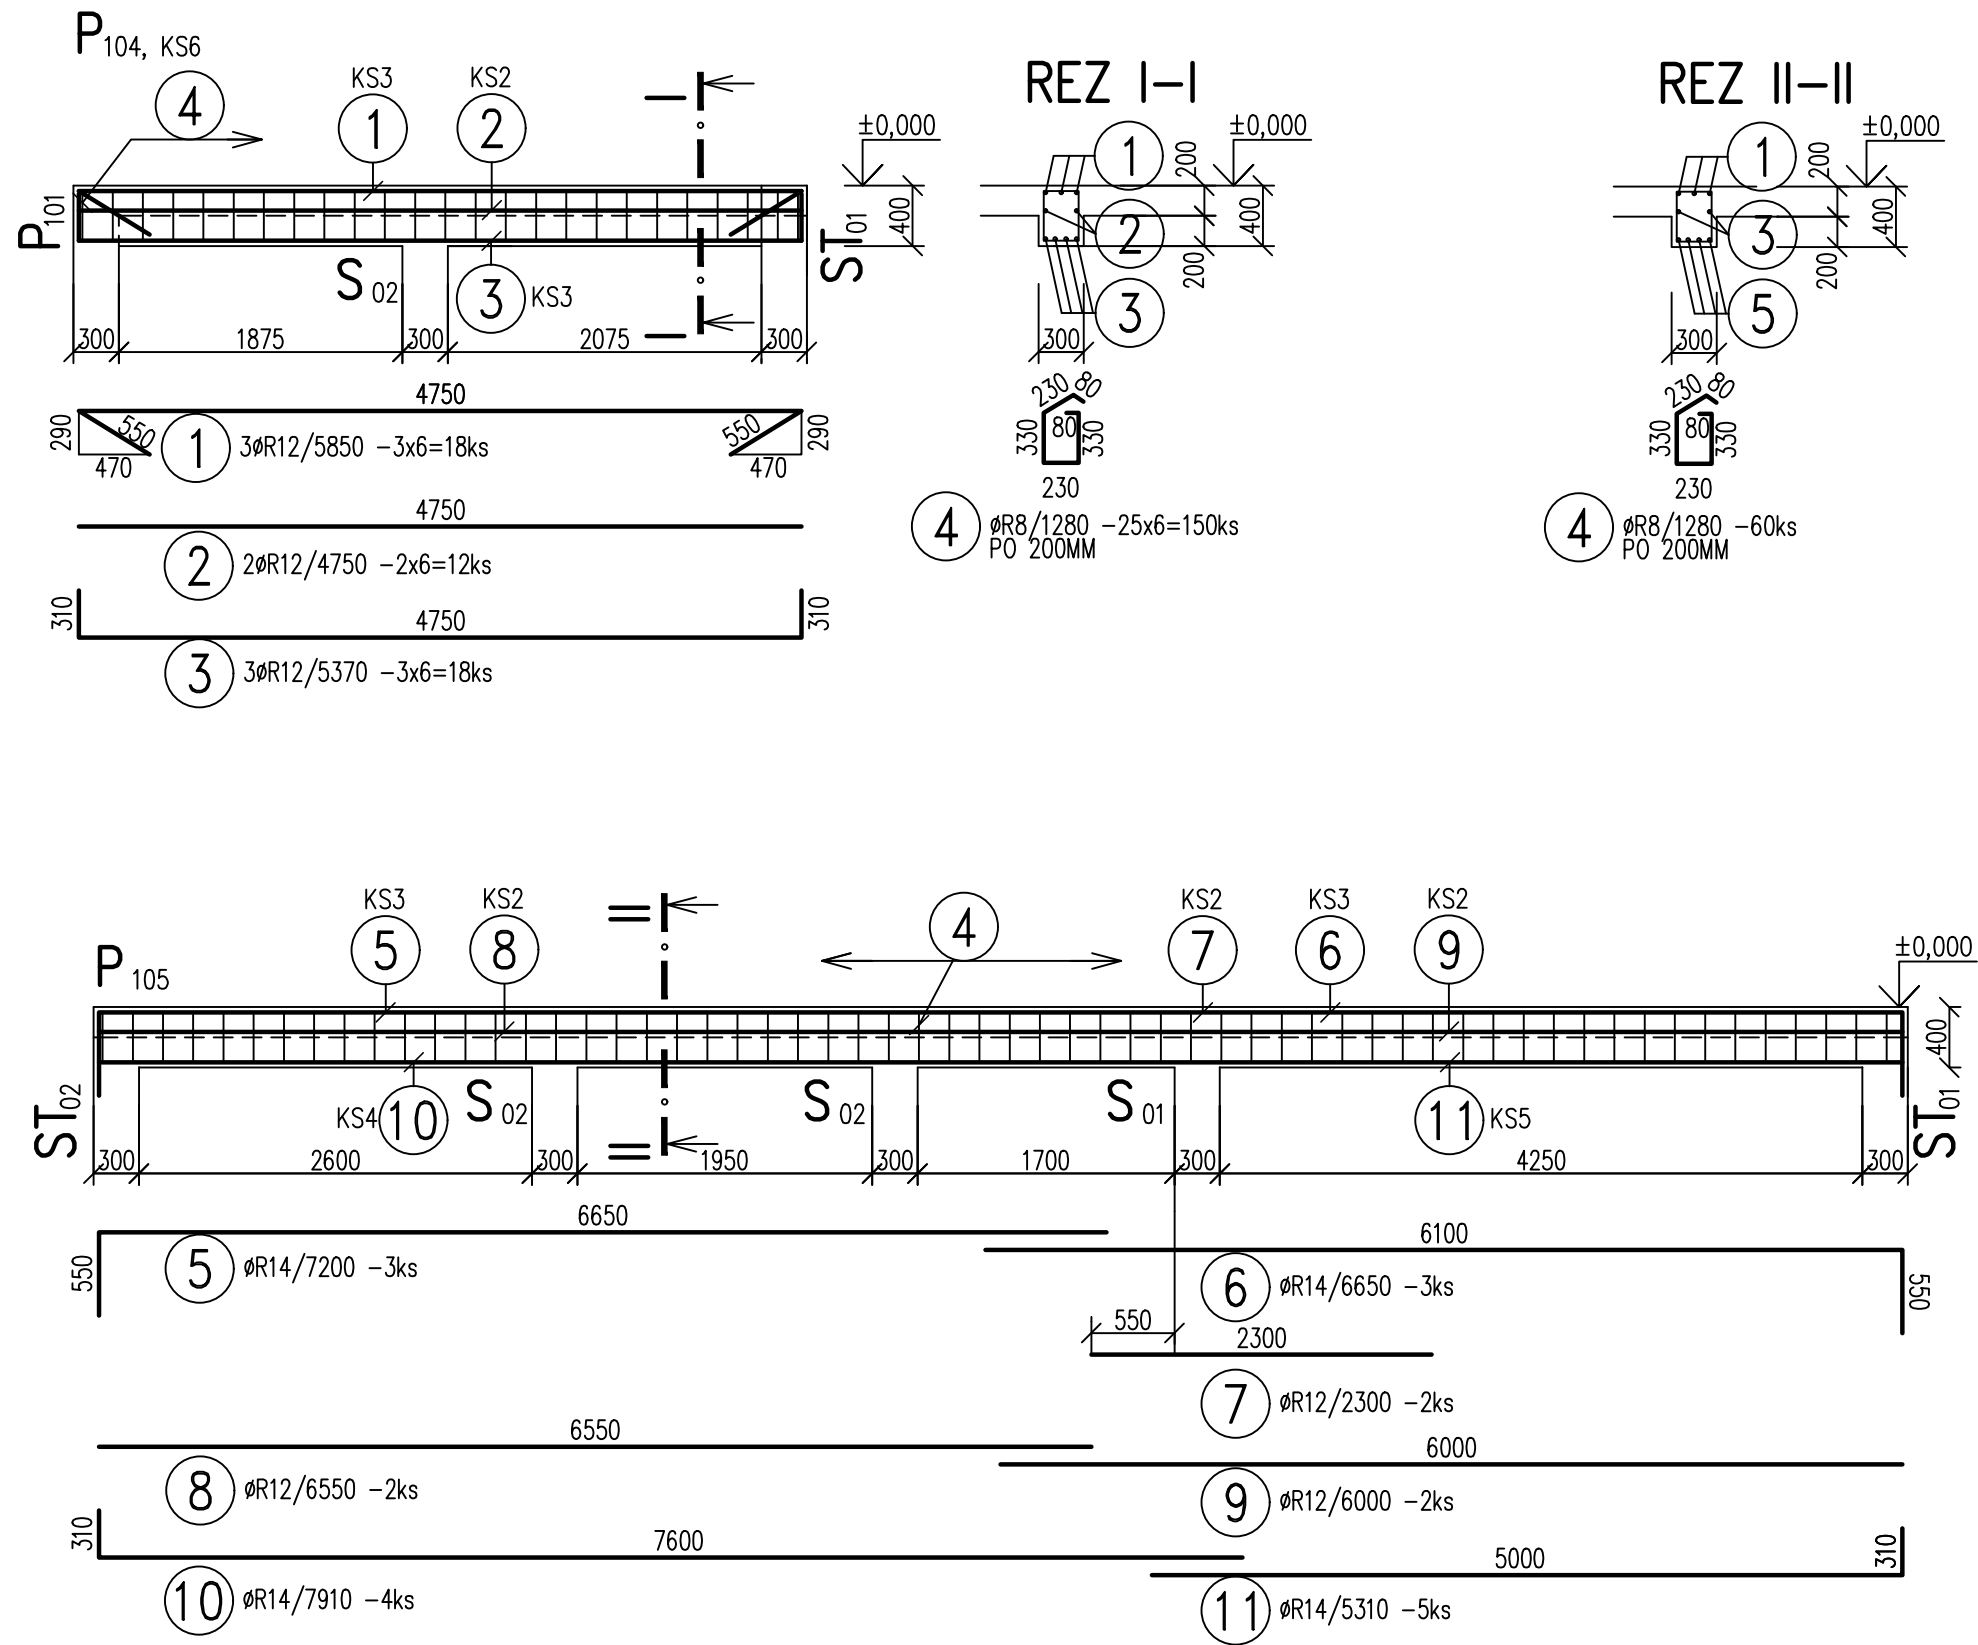 P104, KS6
4
KS3
1
KS2
2
P101
S02
3 KS3
ST01
±0,000
400
300 1875 300 2075 300
4750
290 550 470
550 290 470
1 3øR12/5850 -3x6=18ks
4750
2 2øR12/4750 -2x6=12ks
310 4750 310
3 3øR12/5370 -3x6=18ks
REZ I-I
±0,000
1
2
3
200
200
400
300
230 80
330 80 330
230
4 øR8/1280 -25x6=150ks
PO 200MM
REZ II-II
±0,000
1
3
5
200
200
400
300
230 80
330 80 330
230
4 øR8/1280 -60ks
PO 200MM
P105
KS3
5
KS2
8
4
KS2
7
KS3
6
KS2
9
±0,000
400
ST02
KS4 10
S02
S02
S01
11 KS5
ST01
300 2600 300 1950 300 1700 300 4250 300
6650
550
5 øR14/7200 -3ks
6100
550
6 øR14/6650 -3ks
550
2300
7 øR12/2300 -2ks
6550
8 øR12/6550 -2ks
6000
9 øR12/6000 -2ks
310 7600
10 øR14/7910 -4ks
5000 310
11 øR14/5310 -5ks